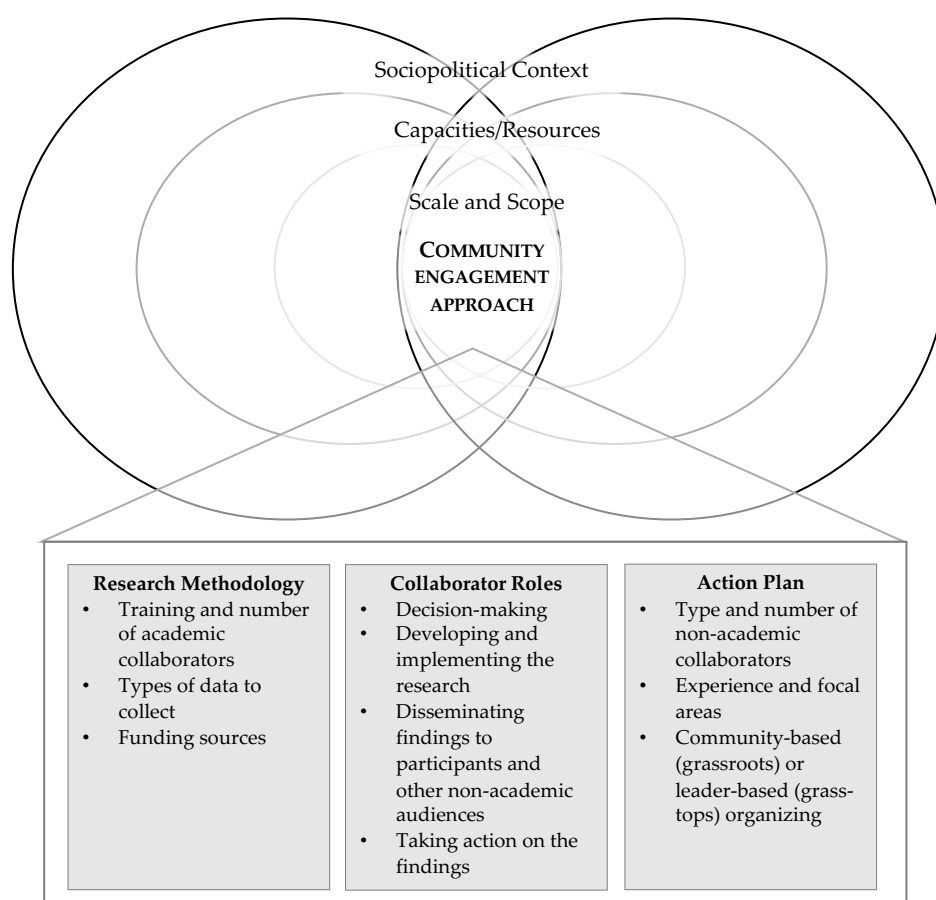 Sociopolitical Context
Capacities/Resources
Scale and Scope
COMMUNITY
ENGAGEMENT
APPROACH
Research Methodology
• Training and number
of academic
collaborators
• Types of data to
collect
• Funding sources
Collaborator Roles
• Decision-making
• Developing and
implementing the
research
• Disseminating
findings to
participants and
other non-academic
audiences
• Taking action on the
findings
Action Plan
• Type and number of
non-academic
collaborators
• Experience and focal
areas
• Community-based
(grassroots) or
leader-based (grass-
tops) organizing